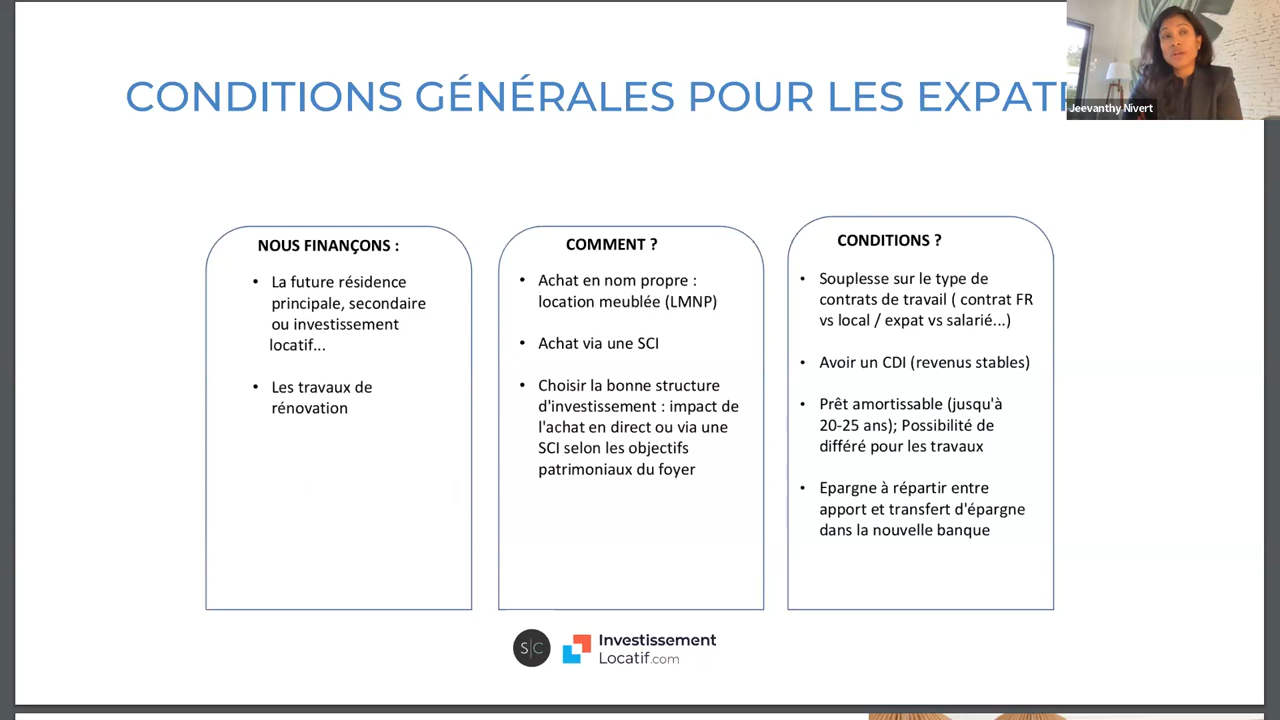 CONDITIONS GÉNÉRALES POUR LES EXPATI
Jeevanthy Nivert
NOUS FINANÇONS :
• La future résidence
principale, secondaire
ou investissement
locatif...
• Les travaux de
rénovation
COMMENT ?
• Achat en nom propre :
location meublée (LMNP)
• Achat via une SCI
• Choisir la bonne structure
d'investissement : impact de
l'achat en direct ou via une
SCI selon les objectifs
patrimoniaux du foyer
CONDITIONS ?
• Souplesse sur le type de
contrats de travail ( contrat FR
vs local / expat vs salarié...)
• Avoir un CDI (revenus stables)
• Prêt amortissable (jusqu'à
20-25 ans); Possibilité de
différé pour les travaux
• Epargne à répartir entre
apport et transfert d'épargne
dans la nouvelle banque
S|C
Investissement
Locatif.com